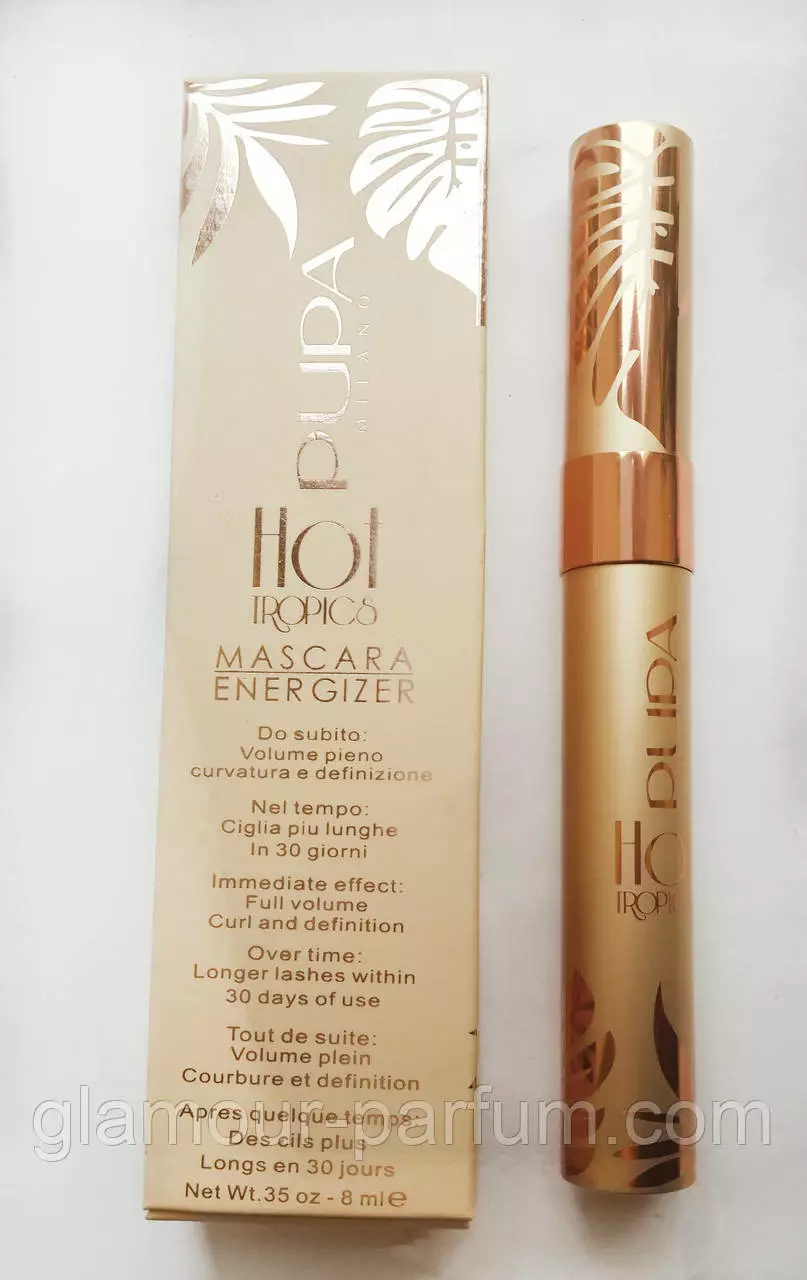 PUPA
MILANO
Hot
TROPICS
MASCARA
ENERGIZER
Do subito:
Volume pieno
curvatura e definizione
Nel tempo:
Ciglia piu lunghe
In 30 giorni
Immediate effect:
Full volume
Curl and definition
Over time:
Longer lashes within
30 days of use
Tout de suite:
Volume plein
Courbure et definition
Apres quelque temps:
Des cils plus
Longs en 30 jours
Net Wt.35 oz - 8 ml e
PUPA
Ho
TROPIC
glamour-parfum.com